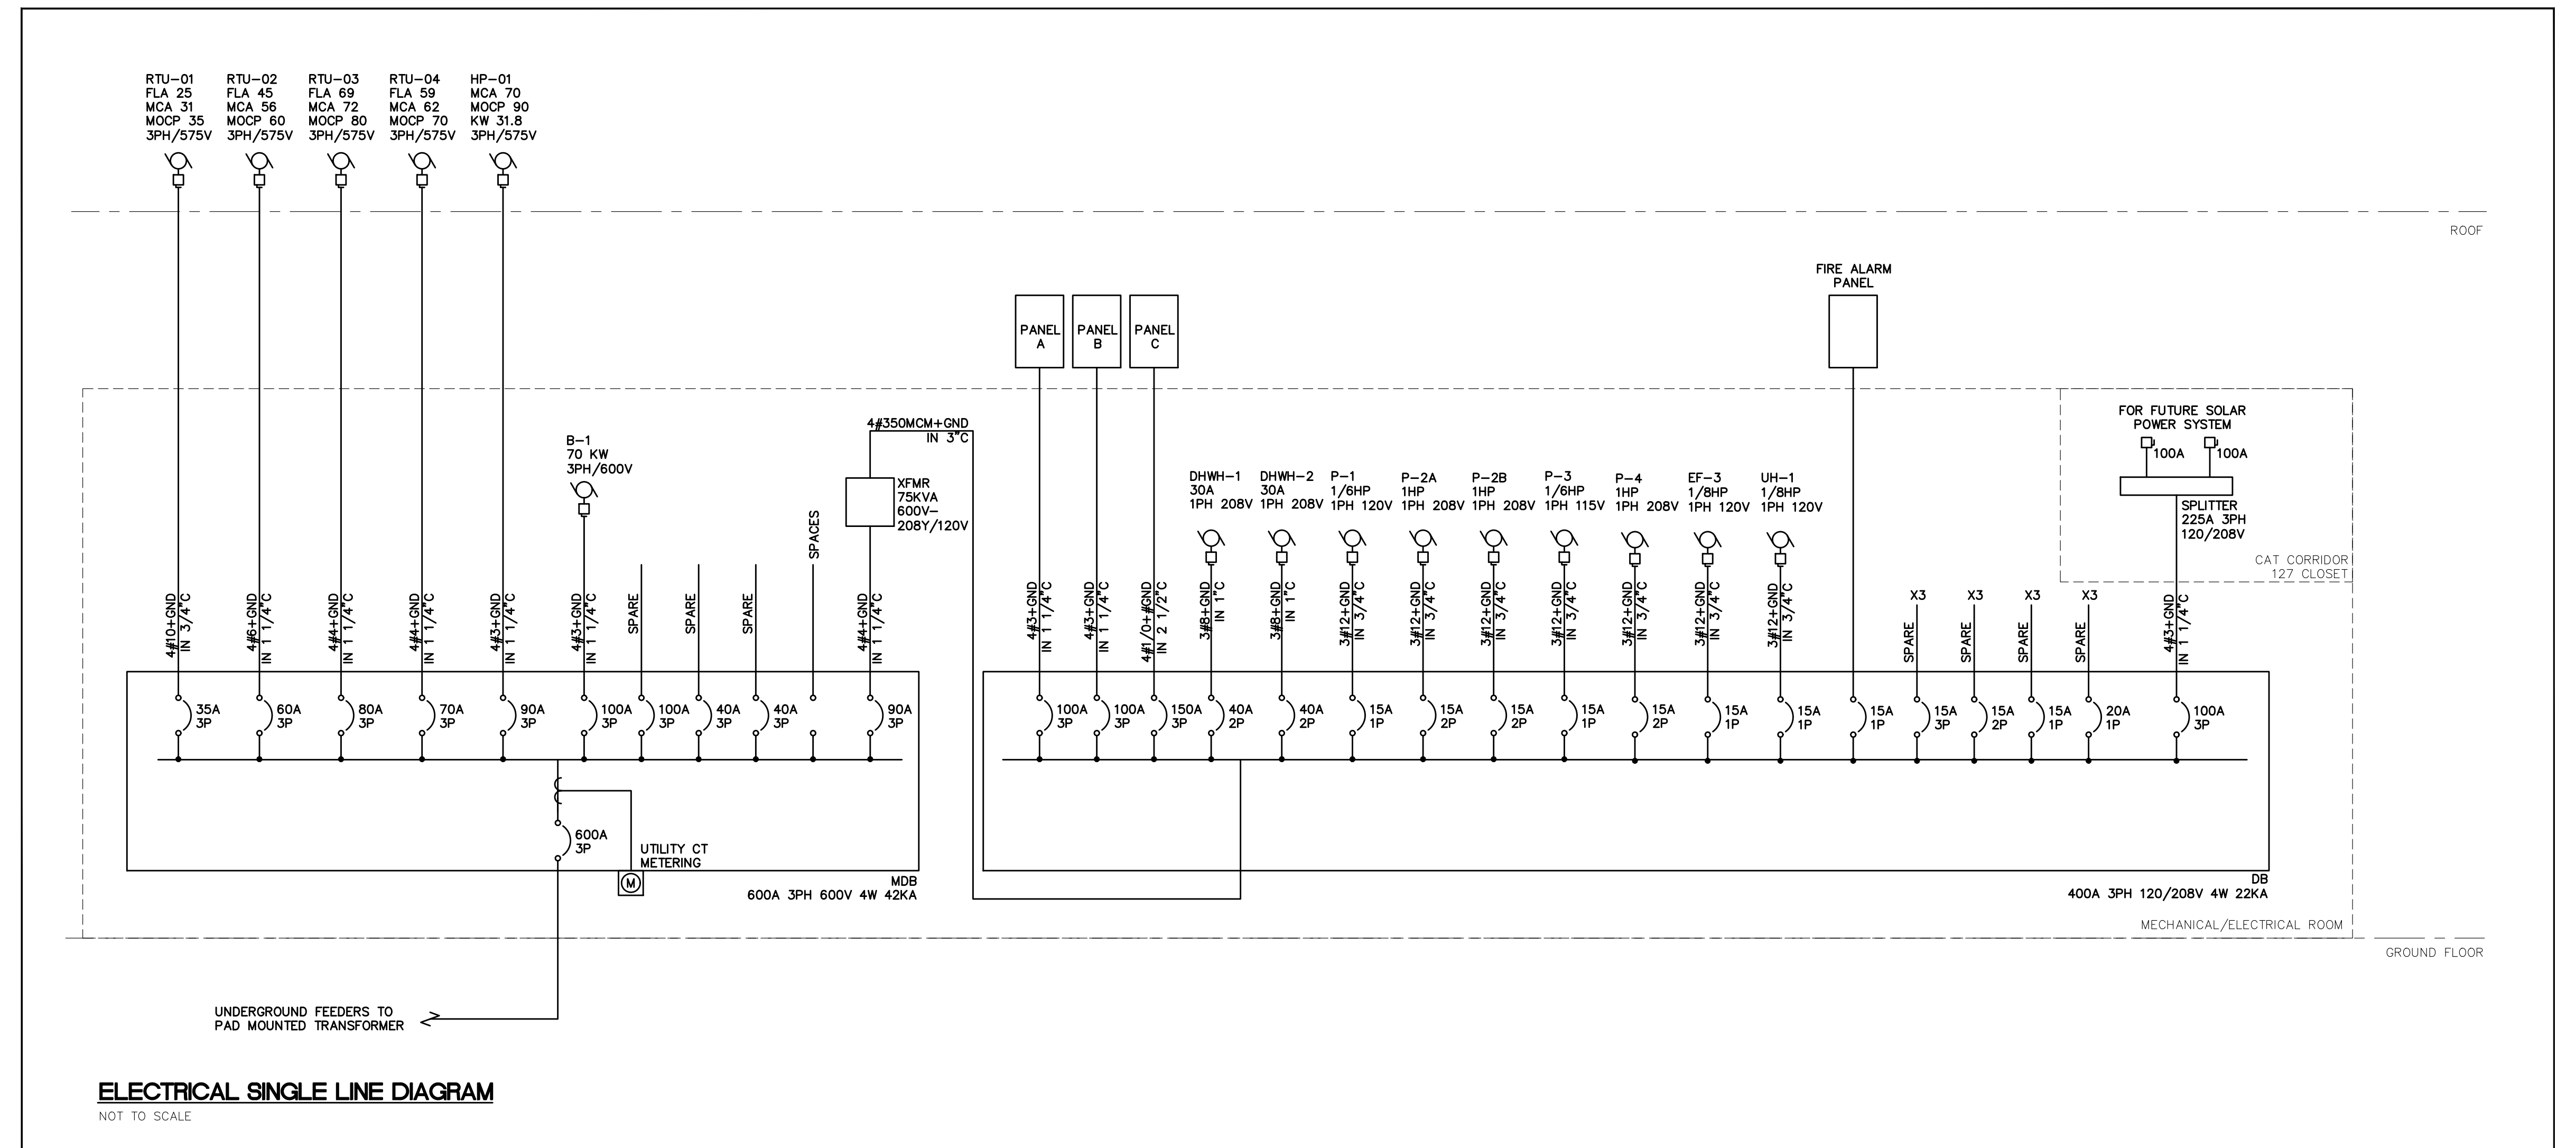 RTU-01
FLA 25
MCA 31
MOCP 35
3PH/575V
RTU-02
FLA 45
MCA 56
MOCP 60
3PH/575V
RTU-03
FLA 69
MCA 72
MOCP 80
3PH/575V
RTU-04
FLA 59
MCA 62
MOCP 70
3PH/575V
HP-01
MCA 70
MOCP 90
KW 31.8
3PH/575V
ROOF
FIRE ALARM
PANEL
PANEL
A
PANEL
B
PANEL
C
B-1
70 KW
3PH/600V
4#350MCM+GND
IN 3"C
XFMR
75KVA
600V-
208Y/120V
DHWH-1
30A
1PH 208V
DHWH-2
30A
1PH 208V
P-1
1/6HP
1PH 120V
P-2A
1HP
1PH 208V
P-2B
1HP
1PH 208V
P-3
1/6HP
1PH 115V
P-4
1HP
1PH 208V
EF-3
1/8HP
1PH 120V
UH-1
1/8HP
1PH 120V
FOR FUTURE SOLAR
POWER SYSTEM
100A
100A
SPLITTER
225A 3PH
120/208V
CAT CORRIDOR
127 CLOSET
4#10+GND
IN 3/4"C
4#6+GND
IN 1 1/4"C
4#4+GND
IN 1 1/4"C
4#4+GND
IN 1 1/4"C
4#3+GND
IN 1 1/4"C
4#3+GND
IN 1 1/4"C
SPARE
SPARE
SPARE
SPACES
4#4+GND
IN 1 1/4"C
4#3+GND
IN 1 1/4"C
4#3+GND
IN 1 1/4"C
4#1/0+#GND
IN 2 1/2"C
3#8+GND
IN 1"C
3#8+GND
IN 1"C
3#12+GND
IN 3/4"C
3#12+GND
IN 3/4"C
3#12+GND
IN 3/4"C
3#12+GND
IN 3/4"C
3#12+GND
IN 3/4"C
3#12+GND
IN 3/4"C
3#12+GND
IN 3/4"C
X3
SPARE
X3
SPARE
X3
SPARE
X3
SPARE
4#3+GND
IN 1 1/4"C
35A
3P
60A
3P
80A
3P
70A
3P
90A
3P
100A
3P
100A
3P
40A
3P
40A
3P
90A
3P
100A
3P
100A
3P
150A
3P
40A
2P
40A
2P
15A
1P
15A
2P
15A
2P
15A
1P
15A
2P
15A
1P
15A
1P
15A
1P
15A
3P
15A
2P
15A
1P
20A
1P
100A
3P
600A
3P
UTILITY CT
METERING
M
MDB
600A 3PH 600V 4W 42KA
DB
400A 3PH 120/208V 4W 22KA
MECHANICAL/ELECTRICAL ROOM
GROUND FLOOR
UNDERGROUND FEEDERS TO
PAD MOUNTED TRANSFORMER
ELECTRICAL SINGLE LINE DIAGRAM
NOT TO SCALE